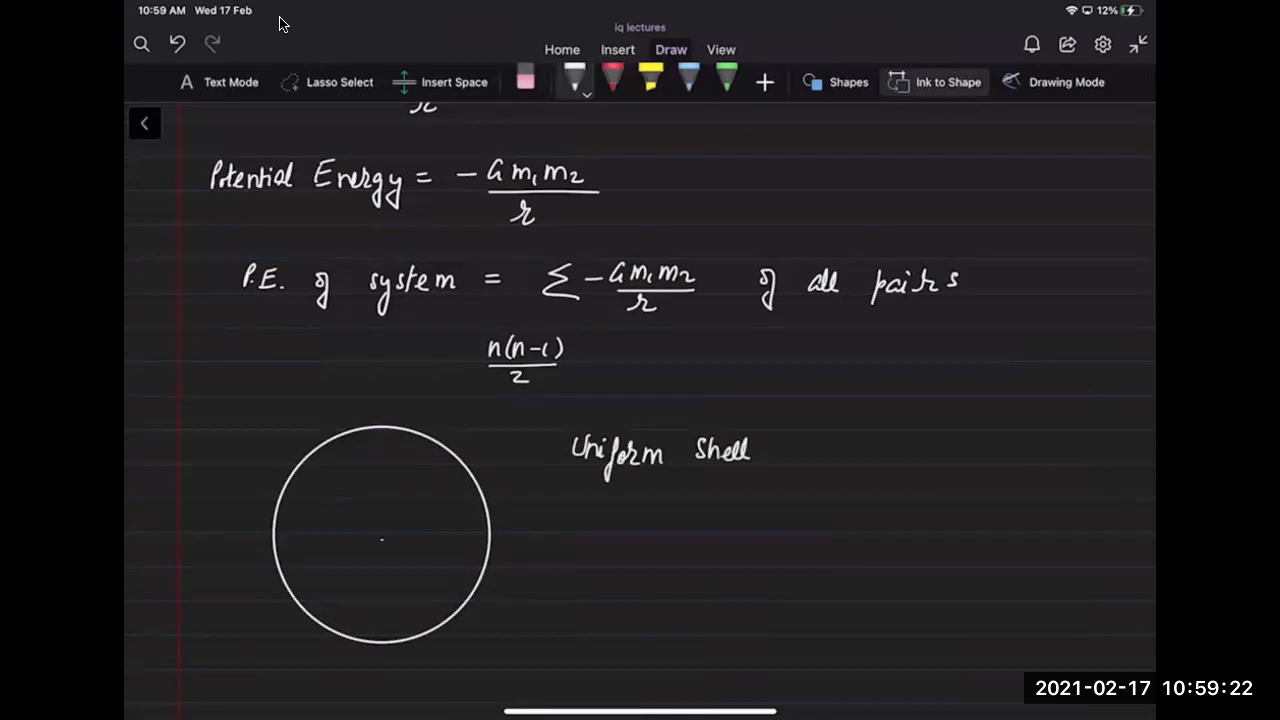 10:59 AM Wed 17 Feb
12%
iq lectures
Home Insert Draw View
A Text Mode Lasso Select Insert Space + Shapes Ink to Shape Drawing Mode
r
Potential Energy = - Gm₁m₂ / r
P.E. of system = Σ - Gm₁m₂ / r of all pairs
n(n-1) / 2
Uniform Shell
2021-02-17 10:59:22